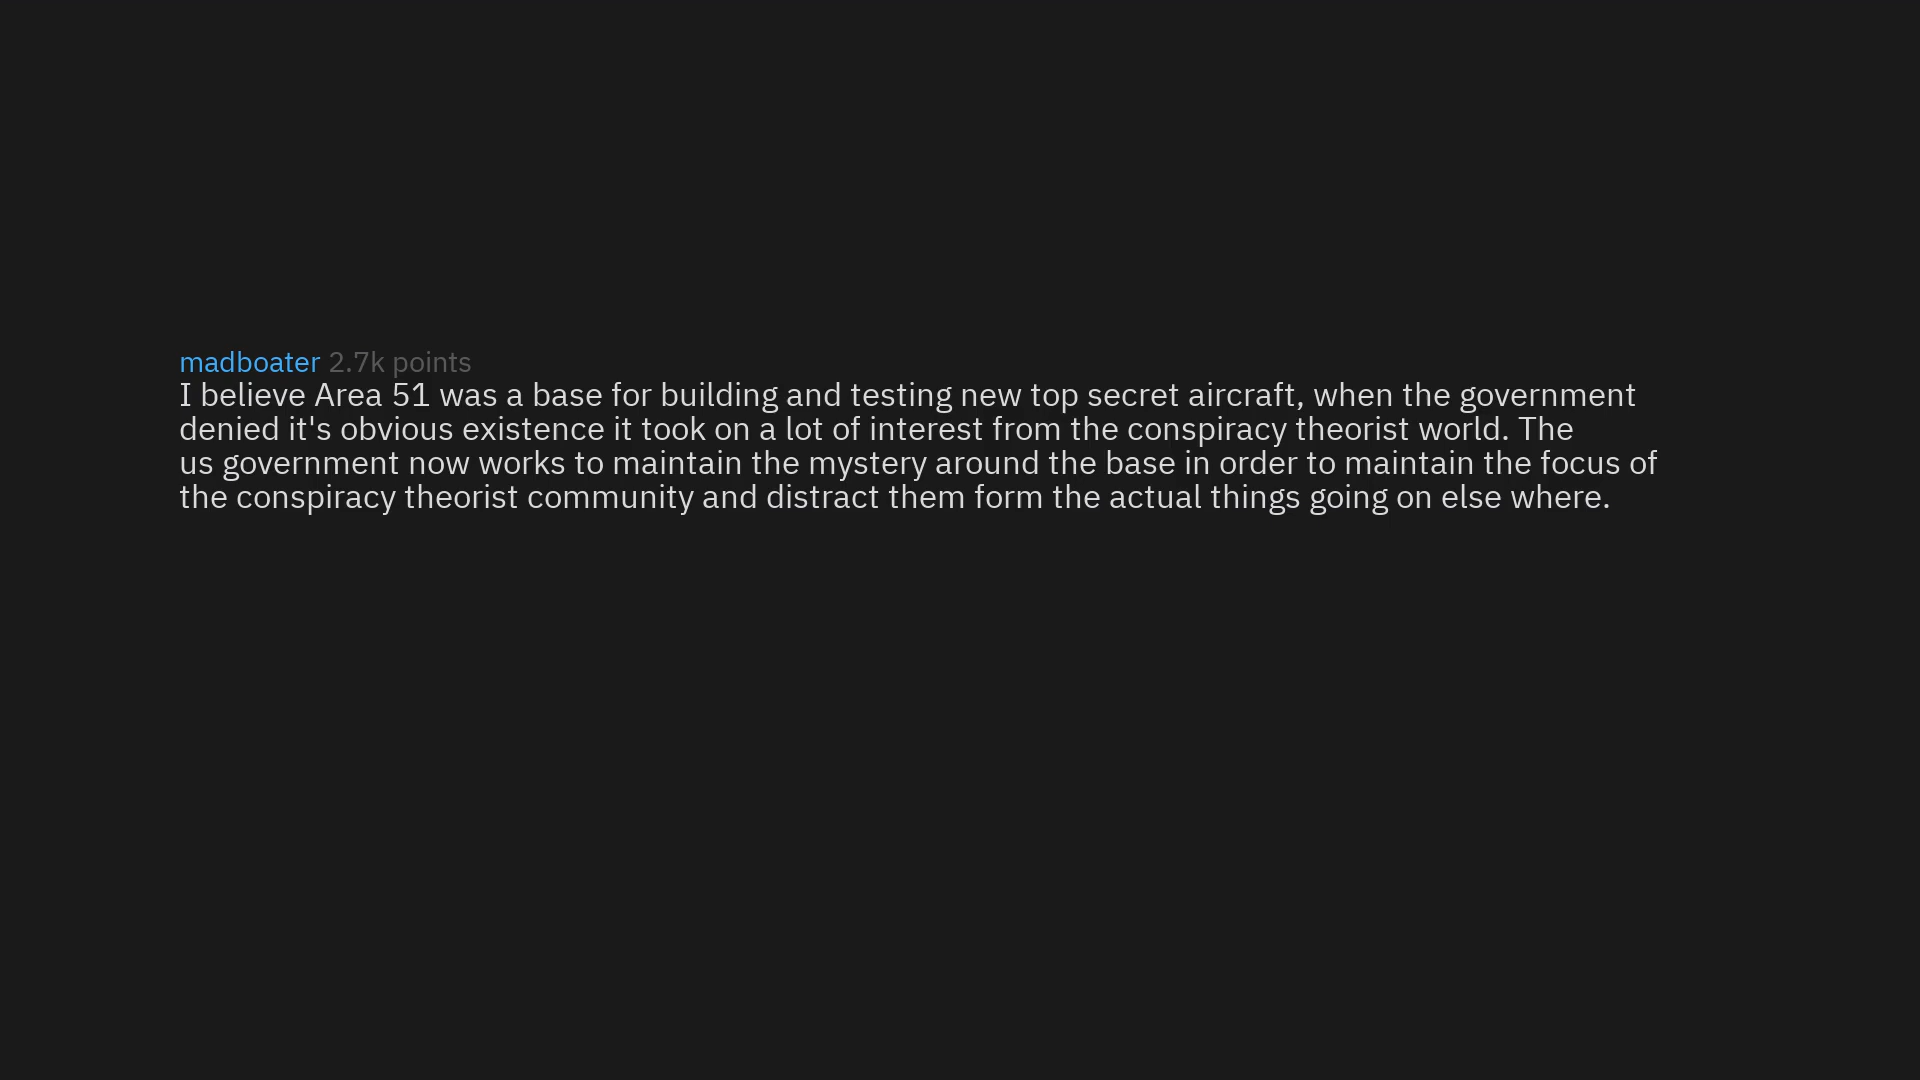 madboater 2.7k points
I believe Area 51 was a base for building and testing new top secret aircraft, when the government
denied it's obvious existence it took on a lot of interest from the conspiracy theorist world. The
us government now works to maintain the mystery around the base in order to maintain the focus of
the conspiracy theorist community and distract them form the actual things going on else where.